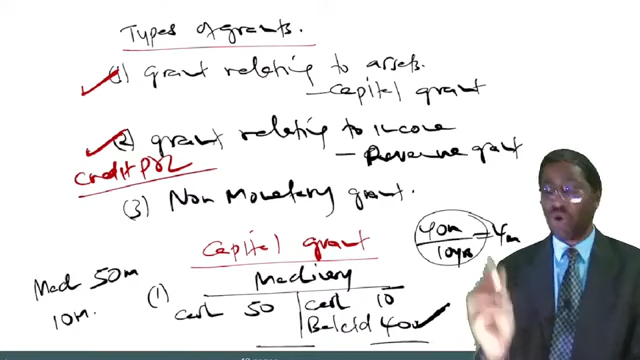 Types of grants.
(1) grant relating to assets.
– Capital grant
(2) grant relating to income
– Revenue grant
Credit P&L
(3) Non Monetary grant.
Capital grant
40m
10yrs
= 4m
Machinery
Mach 50m
10m.
(1)
Cash 50
Cash 10
Bal c/d 40m